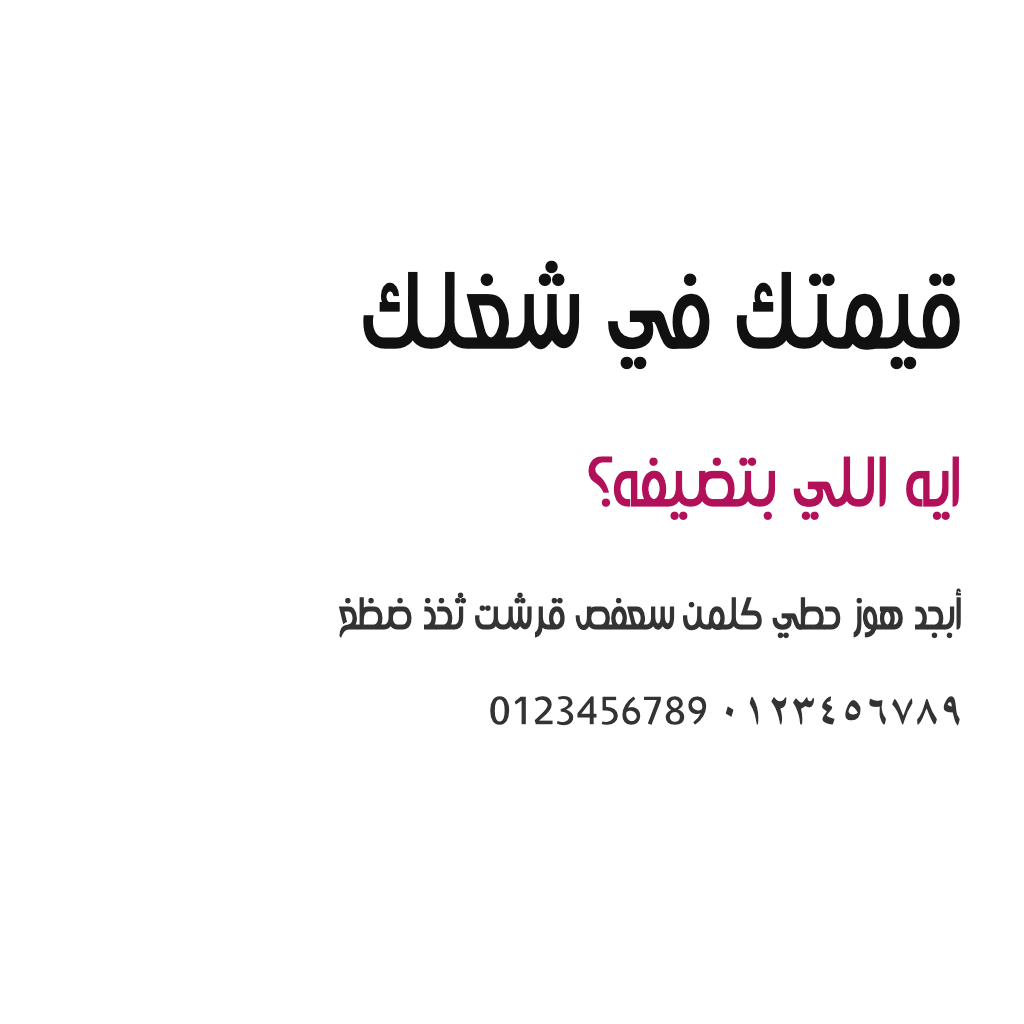 قيمتك في شغلك
ايه اللي بتضيفه؟
أبجد هوز حطي كلمن سعفص قرشت ثخذ ضظغ
0123456789 ٠١٢٣٤٥٦٧٨٩